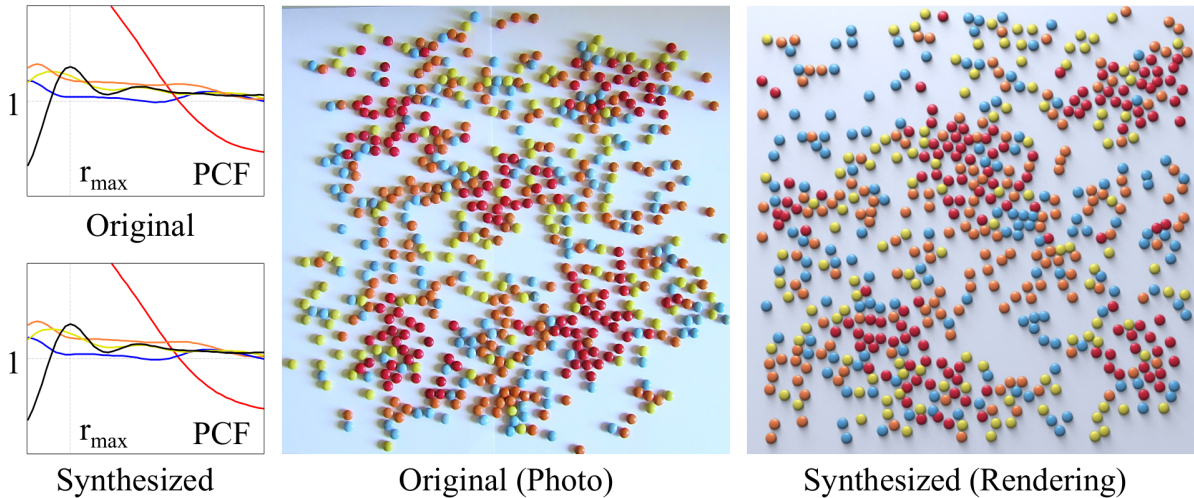 1
r_max
PCF
Original
1
r_max
PCF
Synthesized
Original (Photo)
Synthesized (Rendering)